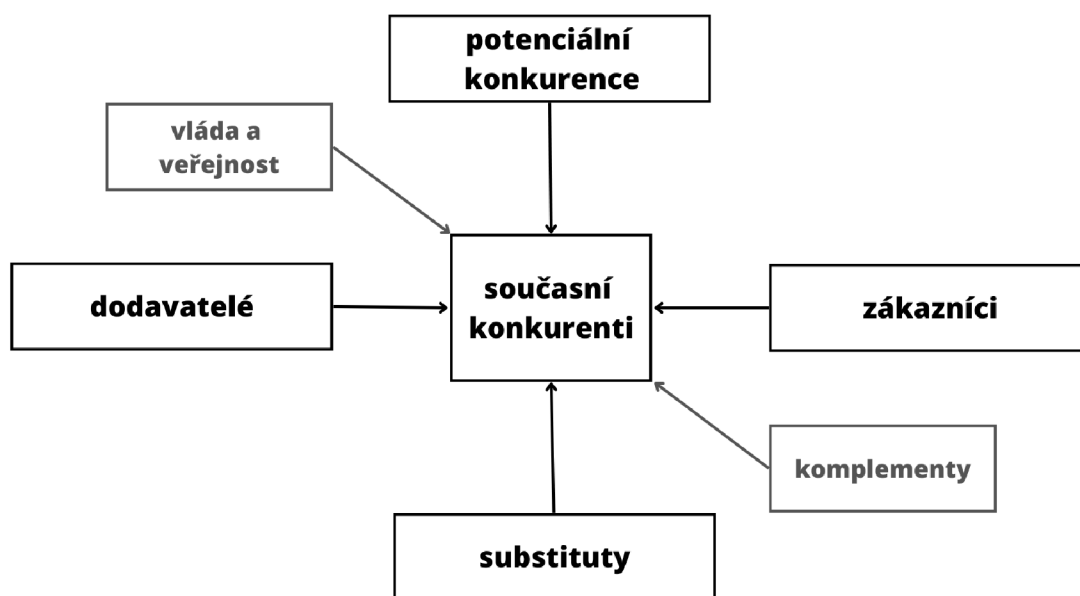 potenciální
konkurence
vláda a
veřejnost
dodavatelé
současní
konkurenti
zákazníci
komplementy
substituty